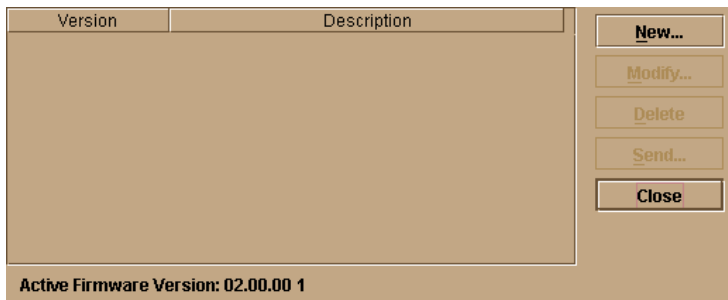 Version Description
New...
Modify...
Delete
Send...
Close
Active Firmware Version: 02.00.00 1